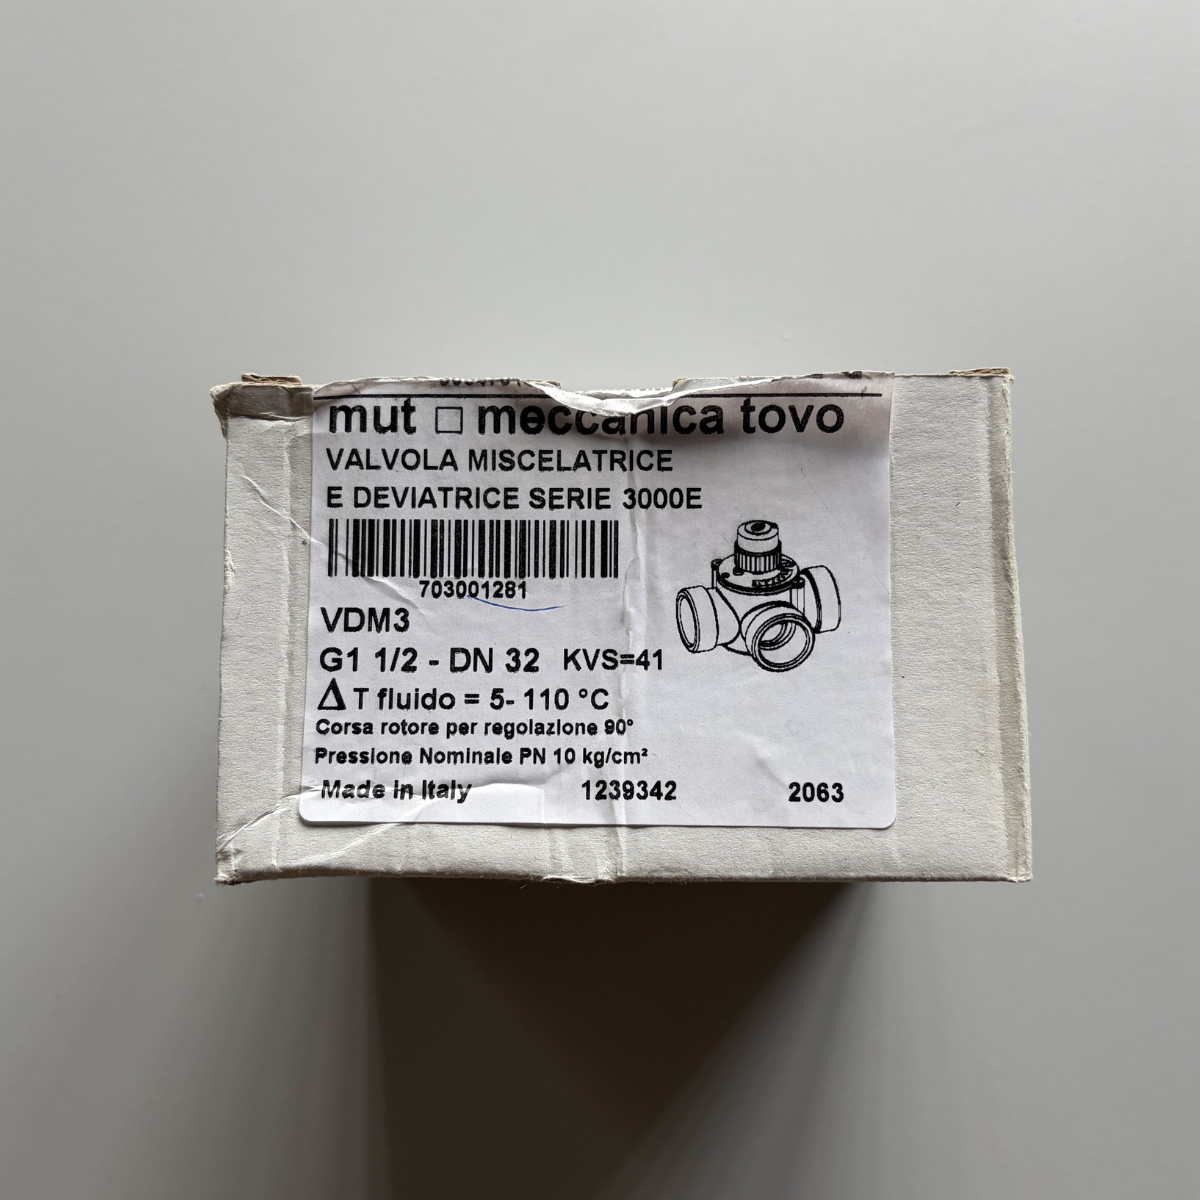 mut □ meccanica tovo
VALVOLA MISCELATRICE
E DEVIATRICE SERIE 3000E
703001281
VDM3
G1 1/2 - DN 32 KVS=41
Δ T fluido = 5- 110 °C
Corsa rotore per regolazione 90°
Pressione Nominale PN 10 kg/cm²
Made in Italy 1239342 2063